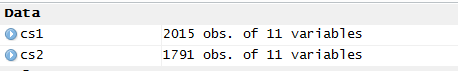 Data
cs1 2015 obs. of 11 variables
cs2 1791 obs. of 11 variables